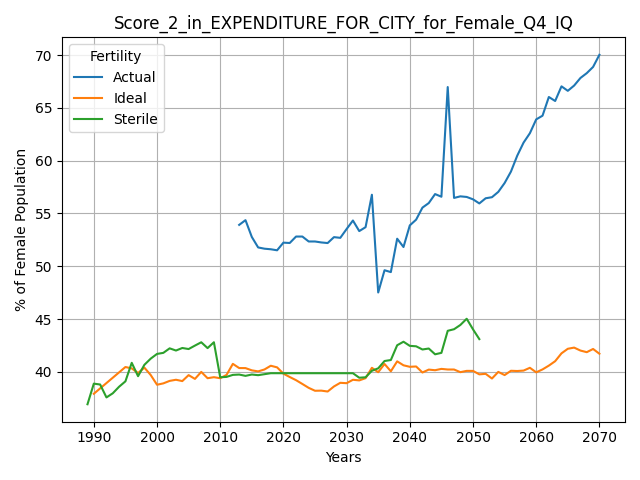 Score_2_in_EXPENDITURE_FOR_CITY_for_Female_Q4_IQ
Fertility
Actual
Ideal
Sterile
% of Female Population
70
65
60
55
50
45
40
1990 2000 2010 2020 2030 2040 2050 2060 2070
Years